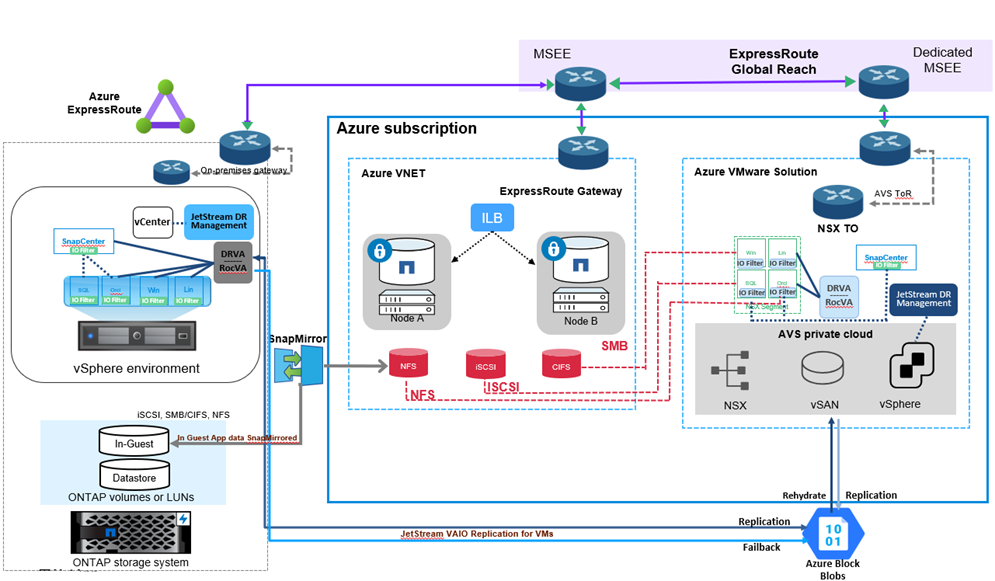 MSEE
ExpressRoute
Global Reach
Dedicated
MSEE
Azure
ExpressRoute
Azure subscription
On-premises gateway
Azure VNET
ExpressRoute Gateway
Azure VMware Solution
AVS ToR
NSX TO
ILB
vCenter
JetStream DR
Management
SnapCenter
IO Filter
DRVA
RocVA
SQL
IO Filter
Ora
IO Filter
Win
IO Filter
Lin
IO Filter
vSphere environment
Node A
Node B
SnapMirror
NFS
iSCSI
CIFS
SMB
NFS
ISCSI
Win
IO Filter
Lin
IO Filter
SQL
IO Filter
Ora
IO Filter
Segment
DRVA
RocVA
SnapCenter
IO Filter
JetStream DR
Management
AVS private cloud
NSX
vSAN
vSphere
iSCSI, SMB/CIFS, NFS
In-Guest
In Guest App data SnapMirrored
Datastore
ONTAP volumes or LUNs
ONTAP storage system
Rehydrate
Replication
Replication
JetStream VAIO Replication for VMs
Failback
10
01
Azure Block
Blobs